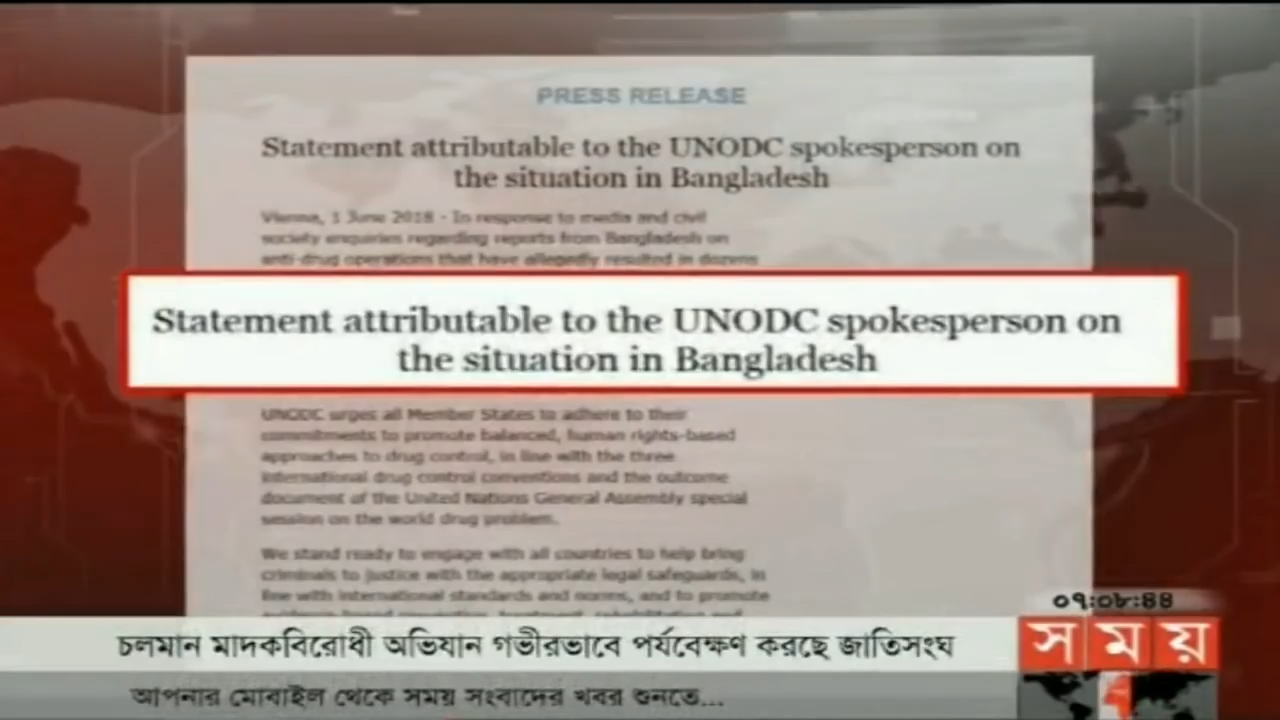 PRESS RELEASE
Statement attributable to the UNODC spokesperson on
the situation in Bangladesh
Vienna, 1 June 2018 - In response to media and civil
society enquiries regarding reports from Bangladesh on
anti-drug operations that have allegedly resulted in dozens
Statement attributable to the UNODC spokesperson on
the situation in Bangladesh
UNODC urges all Member States to adhere to their
commitments to promote balanced, human rights-based
approaches to drug control, in line with the three
international drug control conventions and the outcome
document of the United Nations General Assembly special
session on the world drug problem.
We stand ready to engage with all countries to help bring
criminals to justice with the appropriate legal safeguards, in
line with international standards and norms, and to promote
০৭:০৮:৪৪
চলমান মাদকবিরোধী অভিযান গভীরভাবে পর্যবেক্ষণ করছে জাতিসংঘ
সময়
আপনার মোবাইল থেকে সময় সংবাদের খবর শুনতে...